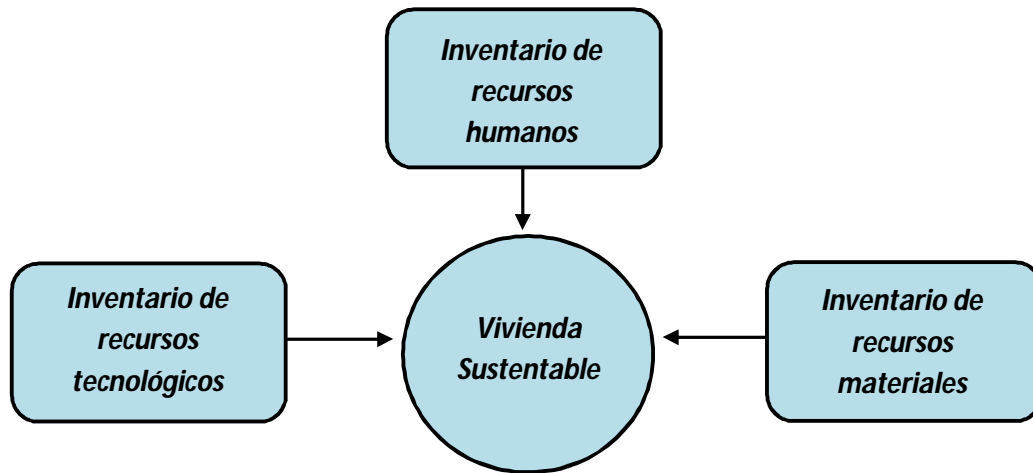 Inventario de
recursos
humanos
Inventario de
recursos
tecnológicos
Vivienda
Sustentable
Inventario de
recursos
materiales